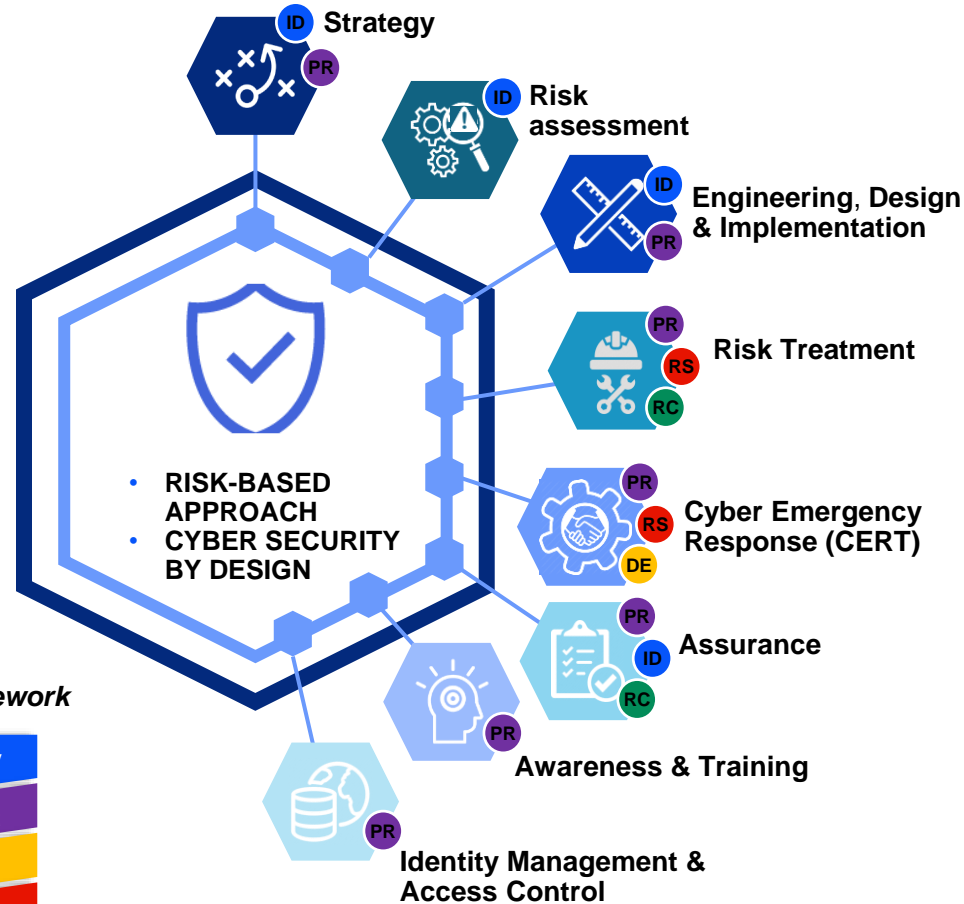 ID
Strategy
PR
ID
Risk
assessment
ID
Engineering, Design
& Implementation
PR
PR
Risk Treatment
RS
RC
PR
Cyber Emergency
Response (CERT)
RS
DE
PR
Assurance
ID
RC
• RISK-BASED
APPROACH
• CYBER SECURITY
BY DESIGN
PR
Awareness & Training
PR
Identity Management &
Access Control
ework